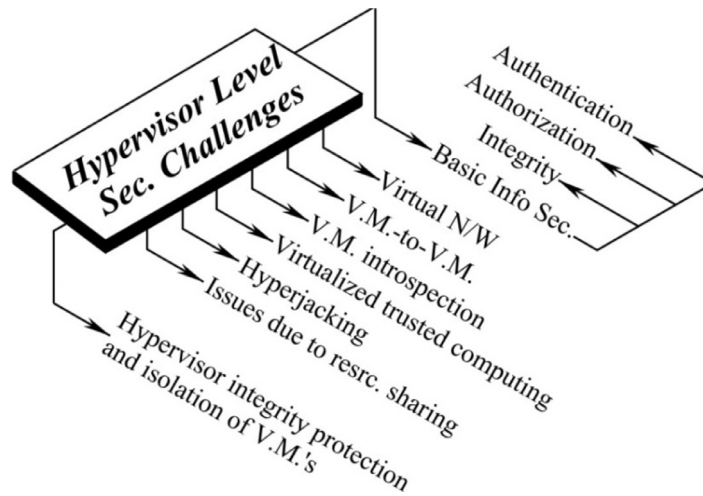 Hypervisor Level
Sec. Challenges
Authentication
Authorization
Integrity
Basic Info Sec.
Virtual N/W
V.M.-to-V.M.
V.M. introspection
Virtualized trusted computing
Hyperjacking
Issues due to resrc. sharing
Hypervisor integrity protection
and isolation of V.M.'s